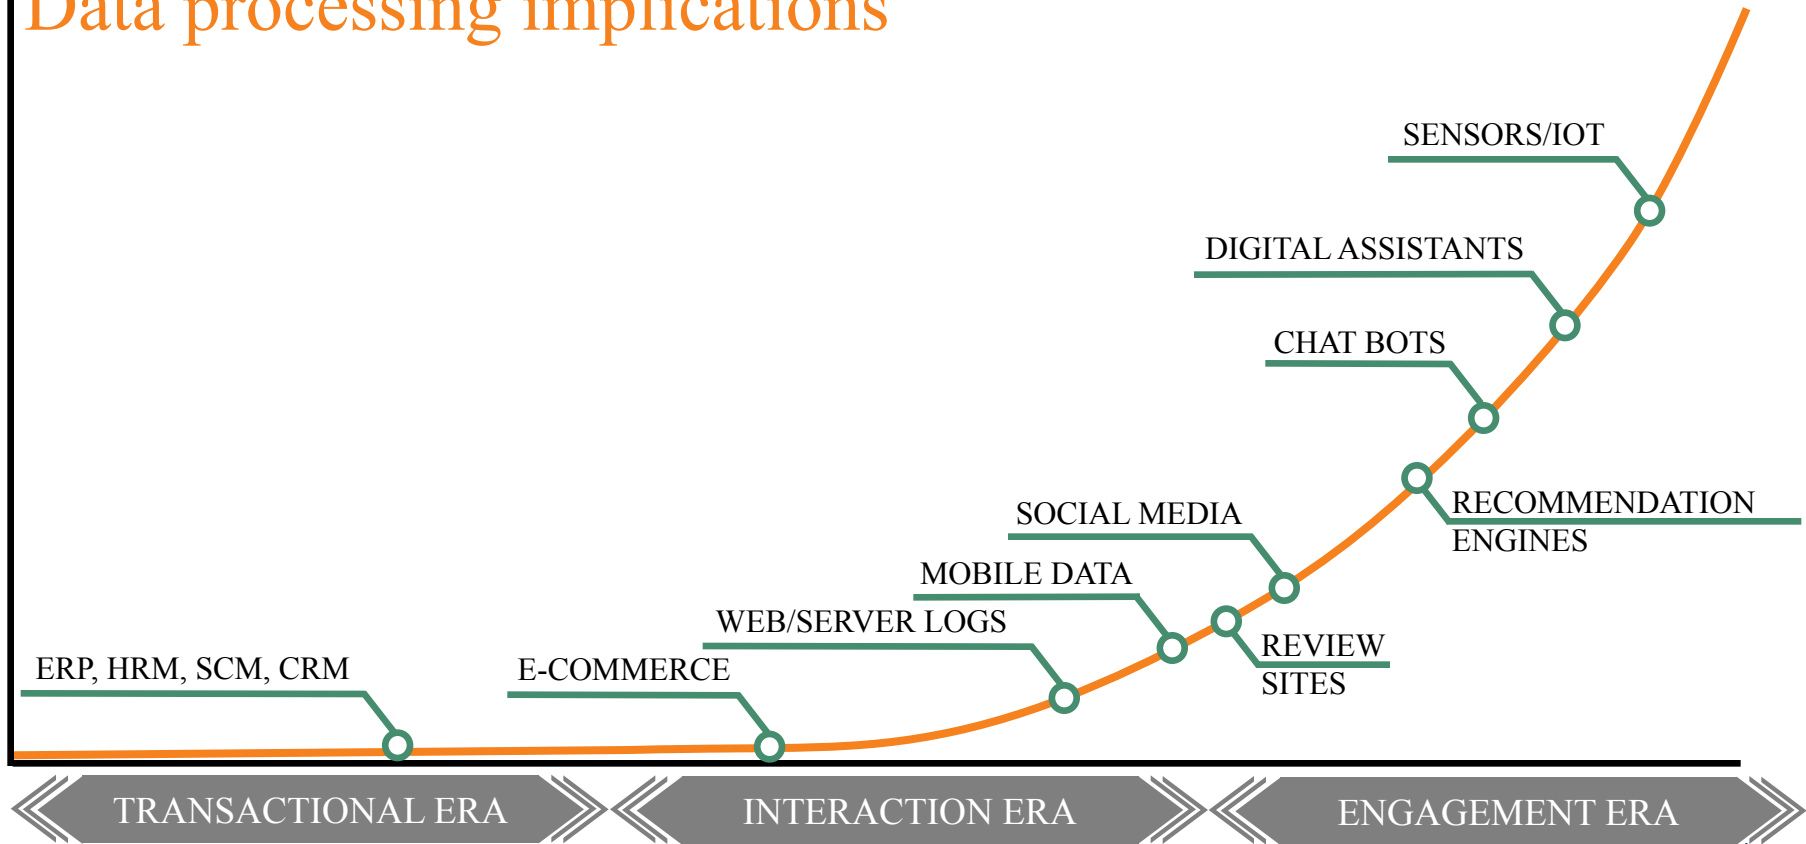 Data processing implications
SENSORS/IOT
DIGITAL ASSISTANTS
CHAT BOTS
RECOMMENDATION
ENGINES
SOCIAL MEDIA
MOBILE DATA
WEB/SERVER LOGS
REVIEW
SITES
ERP, HRM, SCM, CRM
E-COMMERCE
TRANSACTIONAL ERA
INTERACTION ERA
ENGAGEMENT ERA